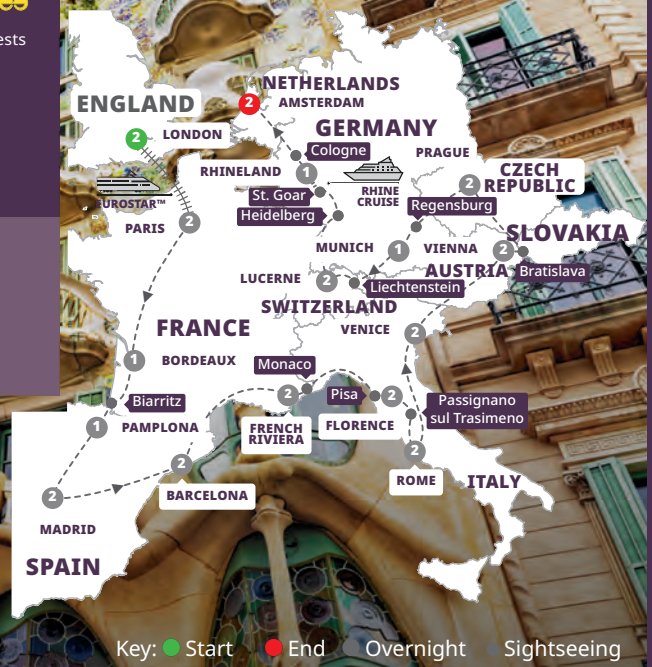 ests
NETHERLANDS
AMSTERDAM
2
ENGLAND
2
LONDON
GERMANY
Cologne
PRAGUE
RHINELAND
1
CZECH
REPUBLIC
2
St. Goar
RHINE
CRUISE
EUROSTAR™
Heidelberg
Regensburg
PARIS
2
SLOVAKIA
MUNICH
1
VIENNA
2
AUSTRIA
Bratislava
LUCERNE
2
Liechtenstein
SWITZERLAND
FRANCE
VENICE
2
1
BORDEAUX
Monaco
Biarritz
2
Pisa
2
Passignano
sul Trasimeno
1
PAMPLONA
FRENCH
RIVIERA
FLORENCE
2
2
BARCELONA
ROME
ITALY
2
MADRID
SPAIN
Key: Start
End
Overnight
Sightseeing